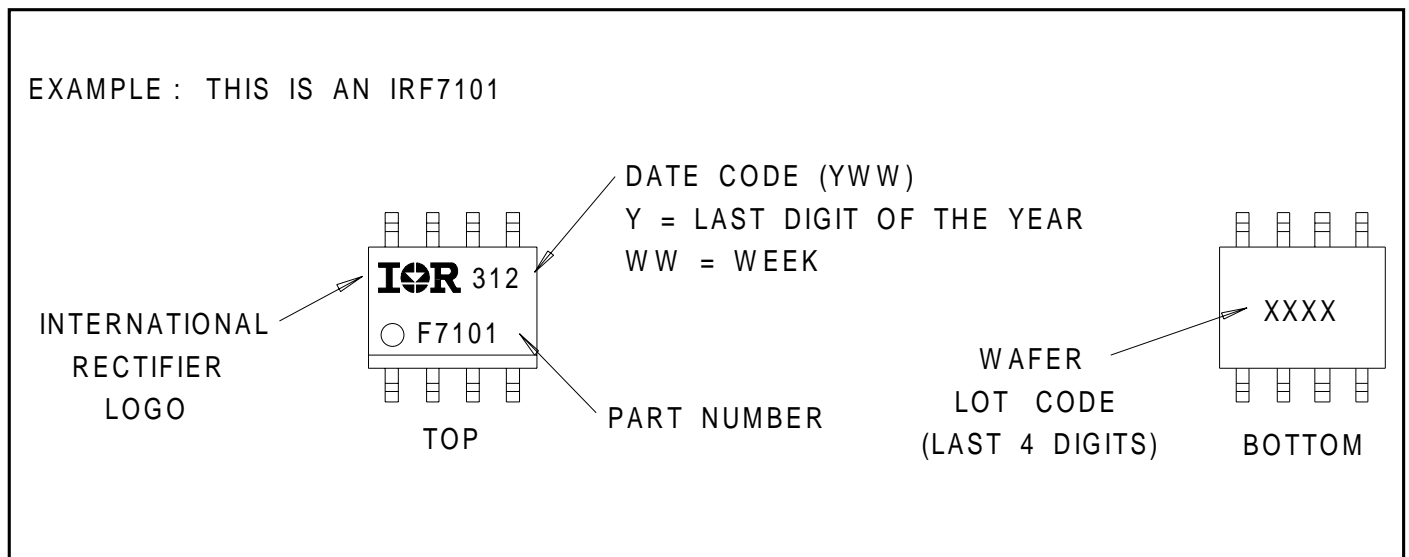 EXAMPLE : THIS IS AN IRF7101
DATE CODE (YWW)
Y = LAST DIGIT OF THE YEAR
WW = WEEK
IOR 312
F7101
INTERNATIONAL
RECTIFIER
LOGO
PART NUMBER
TOP
XXXX
WAFER
LOT CODE
(LAST 4 DIGITS)
BOTTOM